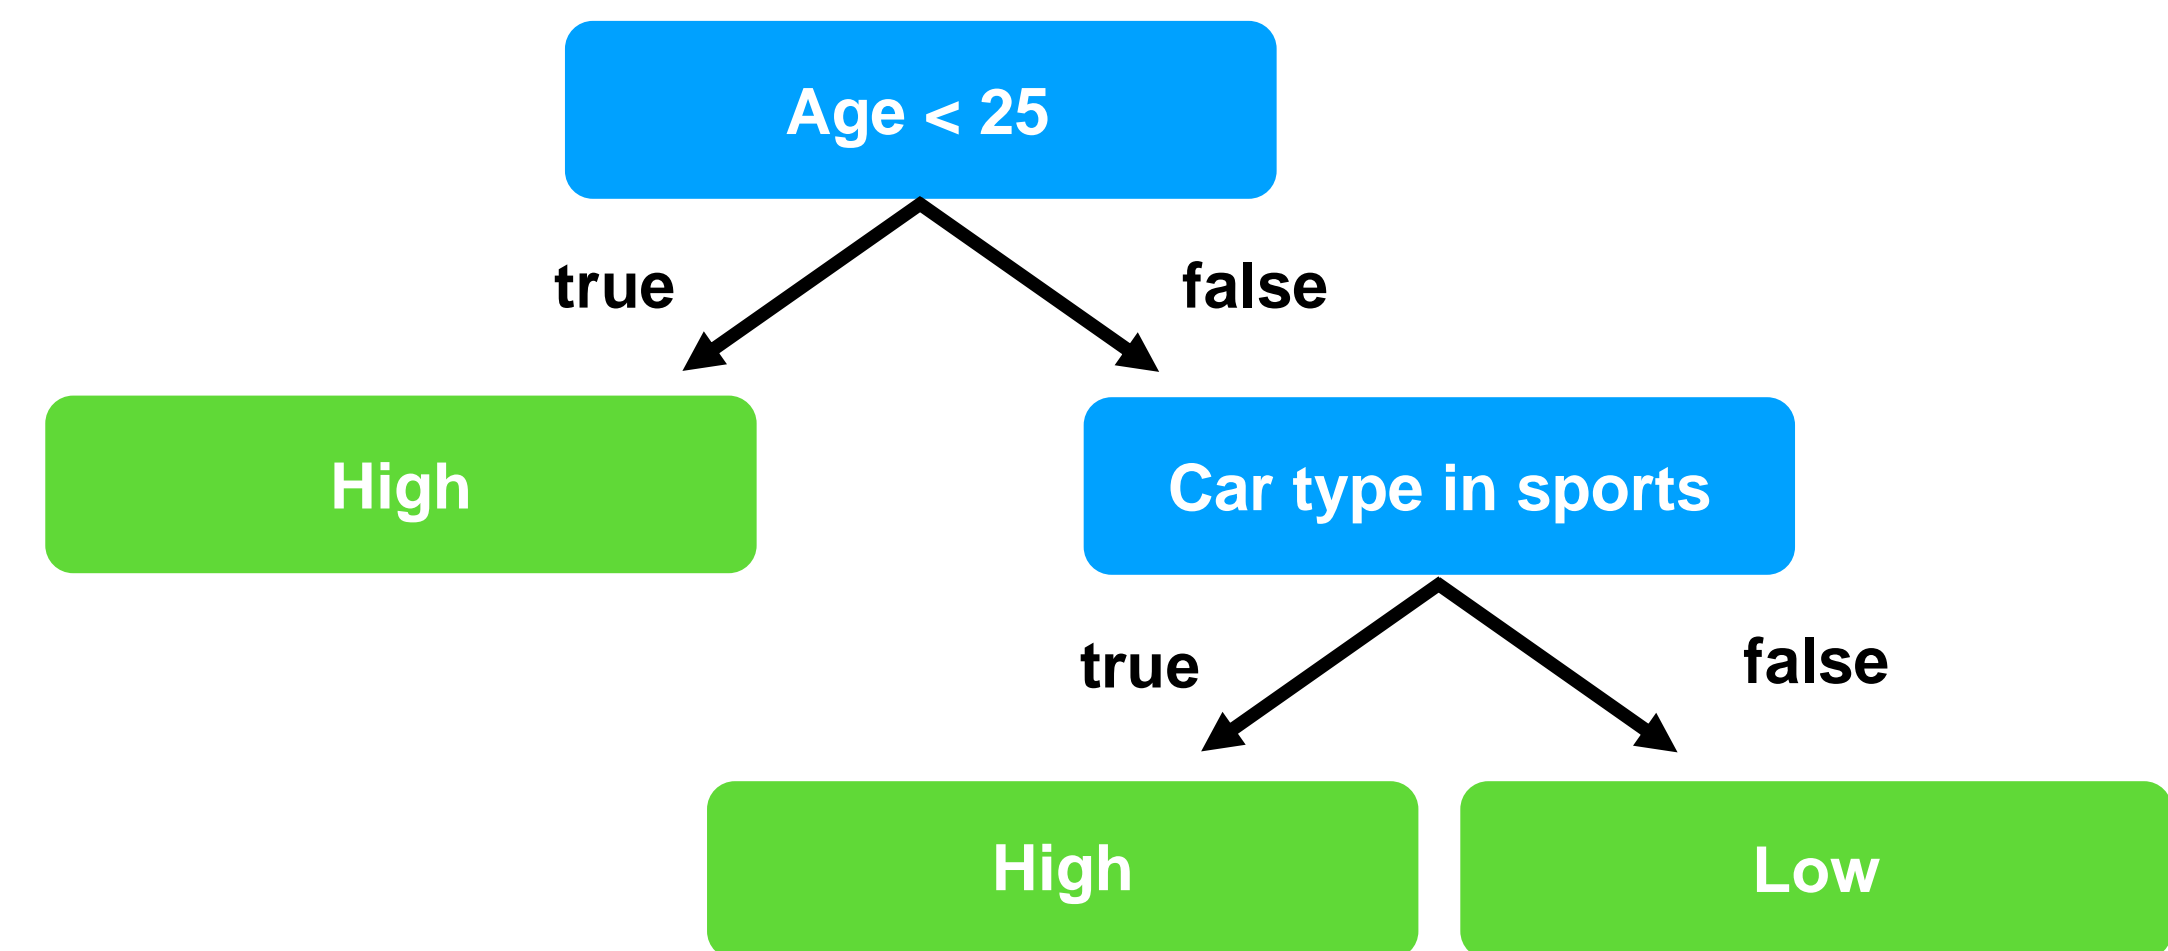 Age < 25
true
false
High
Car type in sports
true
false
High
Low